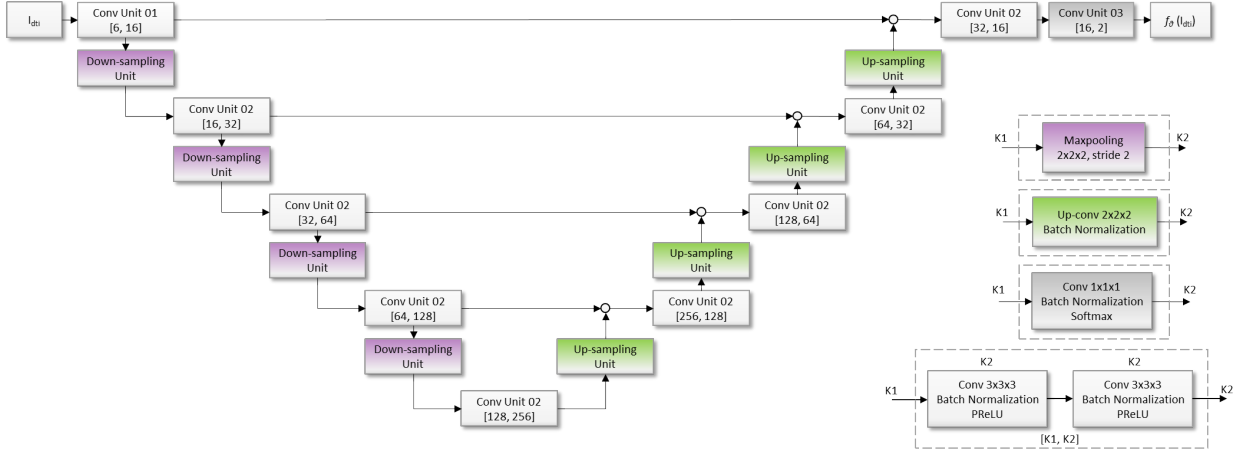 I_dti
Conv Unit 01
[6, 16]
Conv Unit 02
[32, 16]
Conv Unit 03
[16, 2]
f_ϑ (I_dti)
Down-sampling
Unit
Up-sampling
Unit
Conv Unit 02
[16, 32]
Conv Unit 02
[64, 32]
Down-sampling
Unit
Up-sampling
Unit
Conv Unit 02
[32, 64]
Conv Unit 02
[128, 64]
Down-sampling
Unit
Up-sampling
Unit
Conv Unit 02
[64, 128]
Conv Unit 02
[256, 128]
Down-sampling
Unit
Up-sampling
Unit
Conv Unit 02
[128, 256]
K1
Maxpooling
2x2x2, stride 2
K2
K1
Up-conv 2x2x2
Batch Normalization
K2
K1
Conv 1x1x1
Batch Normalization
Softmax
K2
K2
K2
K1
Conv 3x3x3
Batch Normalization
PReLU
Conv 3x3x3
Batch Normalization
PReLU
K2
[K1, K2]